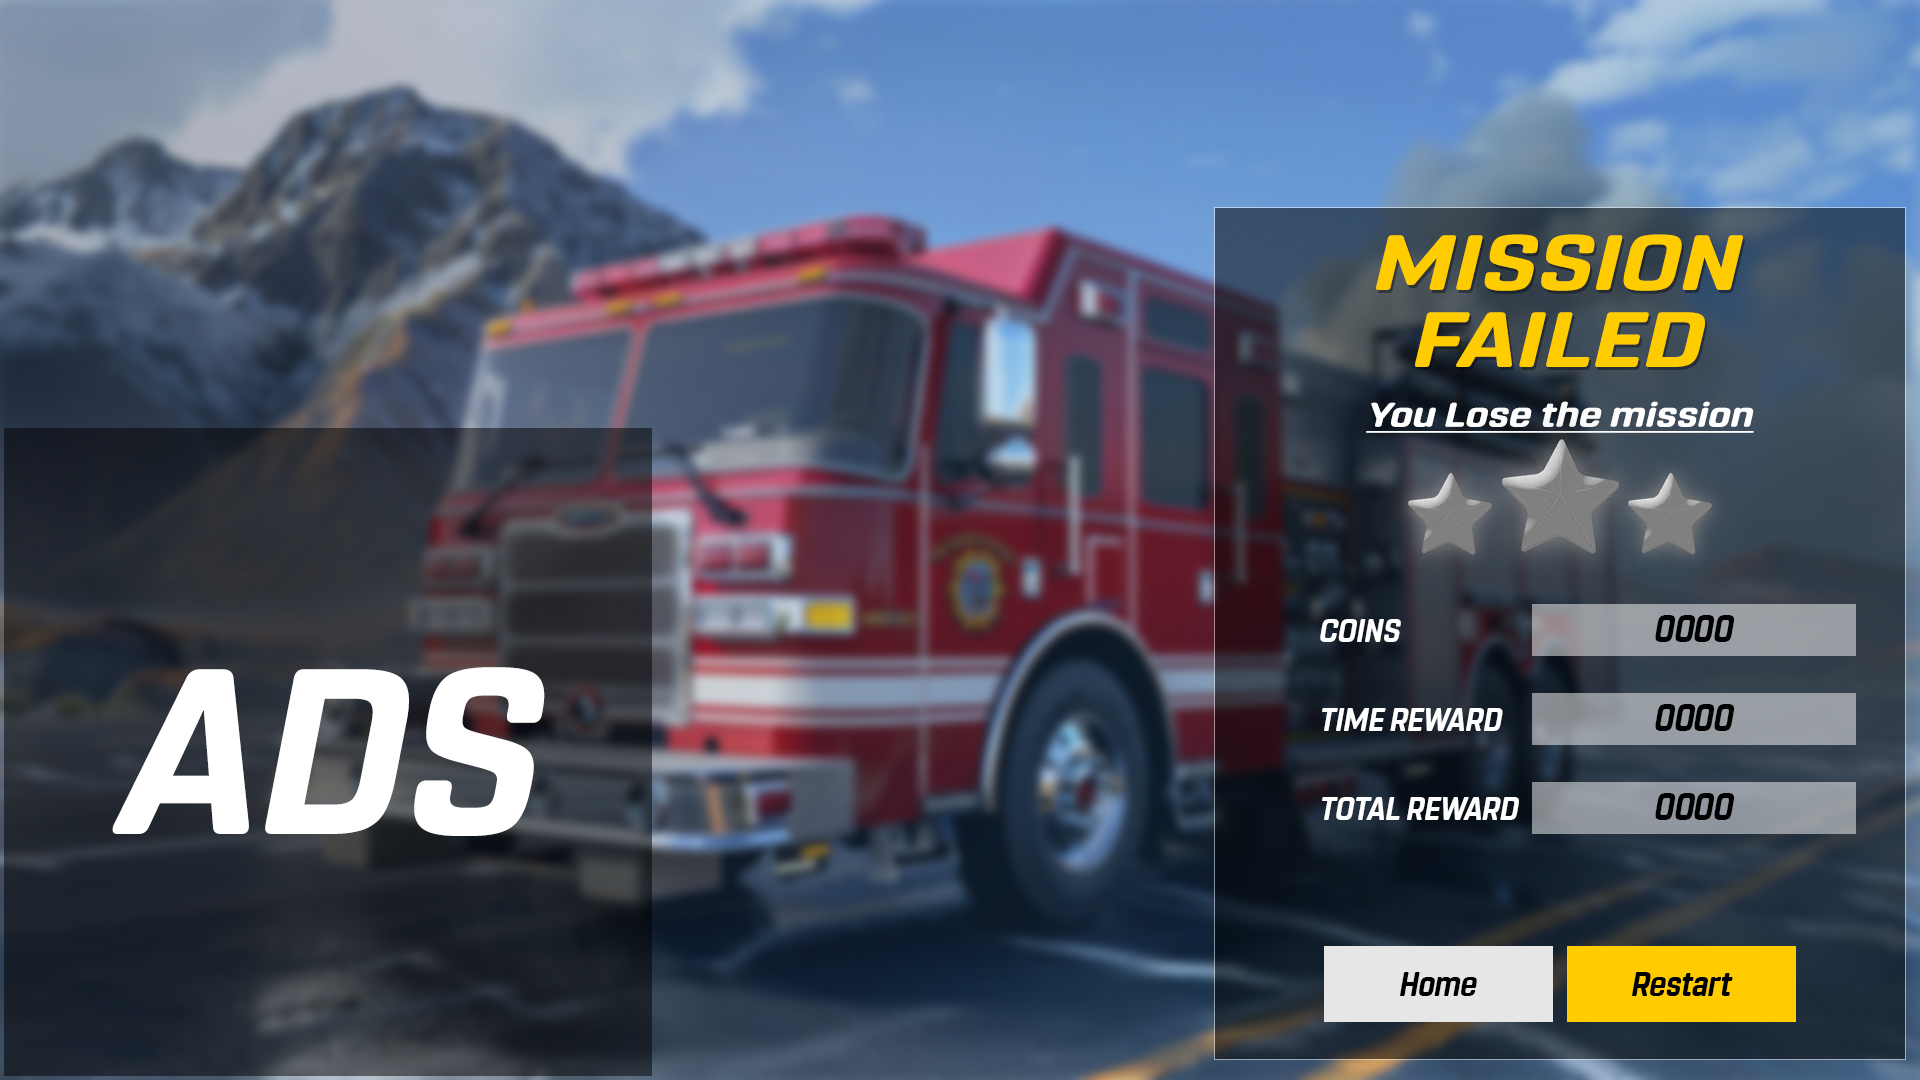 MISSION
FAILED
You Lose the mission
COINS 0000
TIME REWARD 0000
TOTAL REWARD 0000
Home Restart
ADS